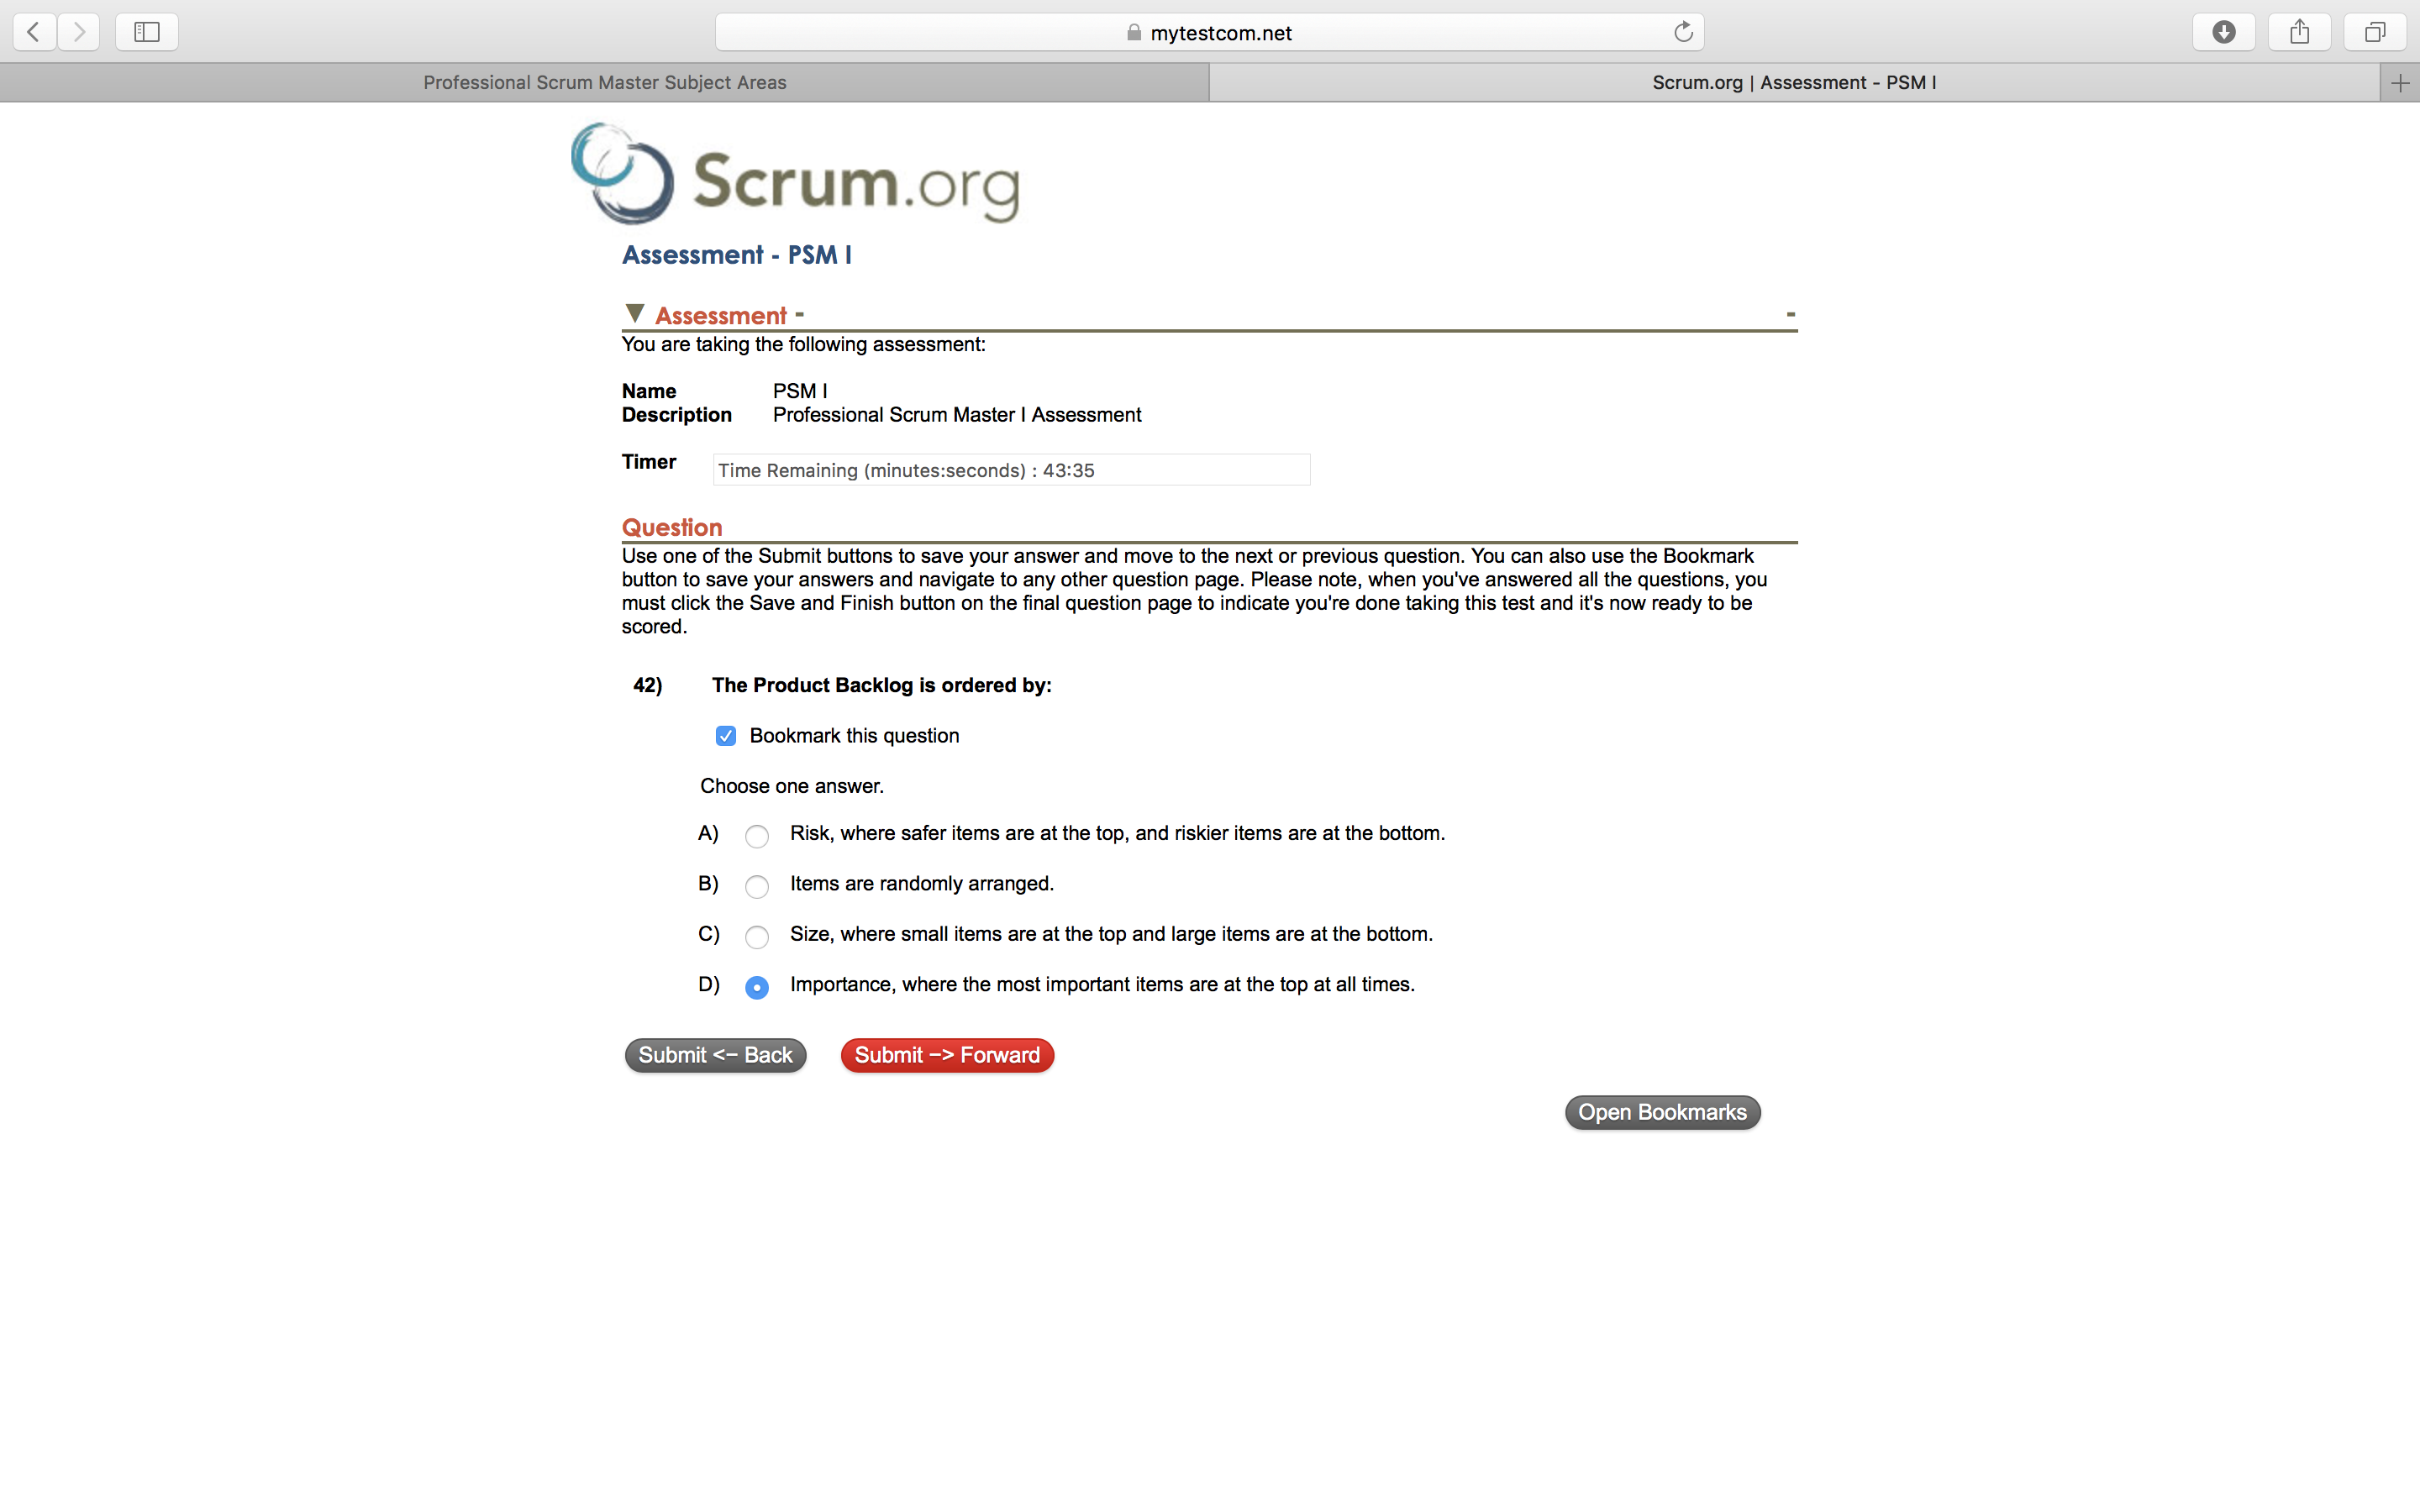 mytestcom.net
Professional Scrum Master Subject Areas
Scrum.org | Assessment - PSM I
Scrum.org
Assessment - PSM I
▼ Assessment - -
You are taking the following assessment:
Name PSM I
Description Professional Scrum Master I Assessment
Timer Time Remaining (minutes:seconds) : 43:35
Question
Use one of the Submit buttons to save your answer and move to the next or previous question. You can also use the Bookmark
button to save your answers and navigate to any other question page. Please note, when you've answered all the questions, you
must click the Save and Finish button on the final question page to indicate you're done taking this test and it's now ready to be
scored.
42) The Product Backlog is ordered by:
Bookmark this question
Choose one answer.
A) Risk, where safer items are at the top, and riskier items are at the bottom.
B) Items are randomly arranged.
C) Size, where small items are at the top and large items are at the bottom.
D) Importance, where the most important items are at the top at all times.
Submit <- Back Submit -> Forward
Open Bookmarks